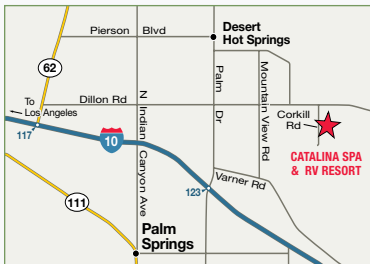 Pierson Blvd
Desert
Hot Springs
62
N Indian Canyon Ave
Palm Dr
Mountain View Rd
To
Los Angeles
Dillon Rd
Corkill
Rd
117
10
CATALINA SPA
& RV RESORT
Varner Rd
123
111
Palm
Springs